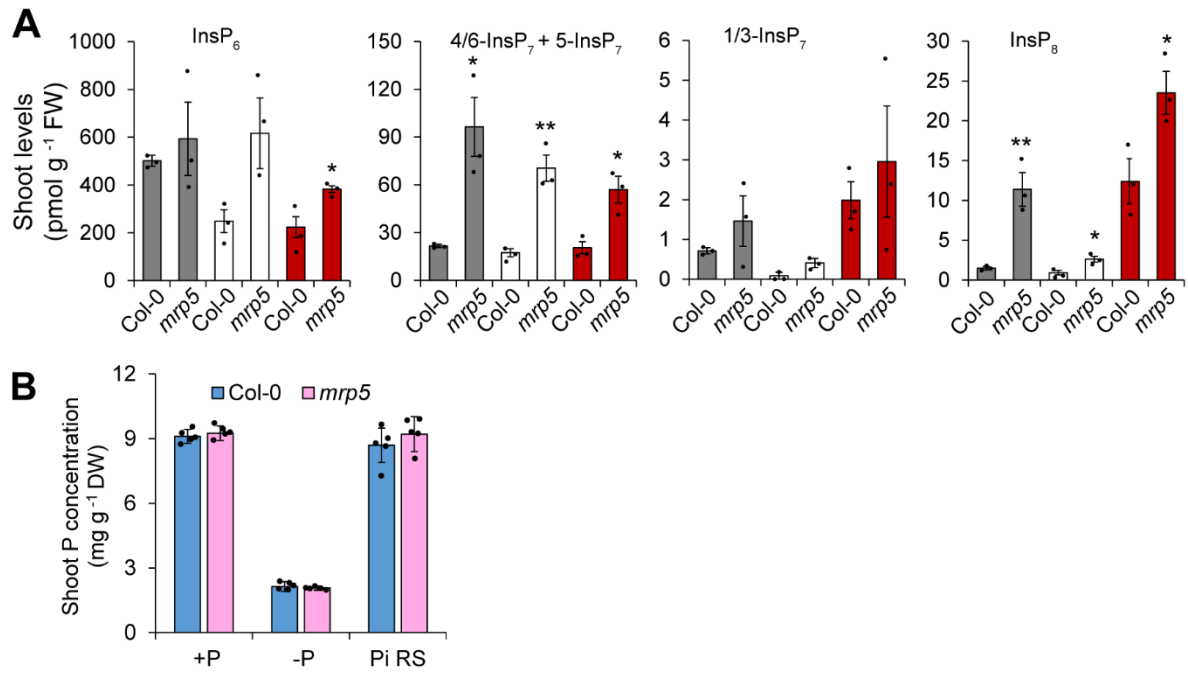 A
Shoot levels
(pmol g ⁻¹ FW)
InsP₆
1000
800
600
400
200
0
Col-0 mrp5 Col-0 mrp5 Col-0 mrp5
4/6-InsP₇ + 5-InsP₇
150
120
90
60
30
0
* ** *
Col-0 mrp5 Col-0 mrp5 Col-0 mrp5
1/3-InsP₇
6
5
4
3
2
1
0
Col-0 mrp5 Col-0 mrp5 Col-0 mrp5
InsP₈
30
25
20
15
10
5
0
** * *
Col-0 mrp5 Col-0 mrp5 Col-0 mrp5
B
Shoot P concentration
(mg g ⁻¹ DW)
Col-0 mrp5
12
9
6
3
0
+P -P Pi RS